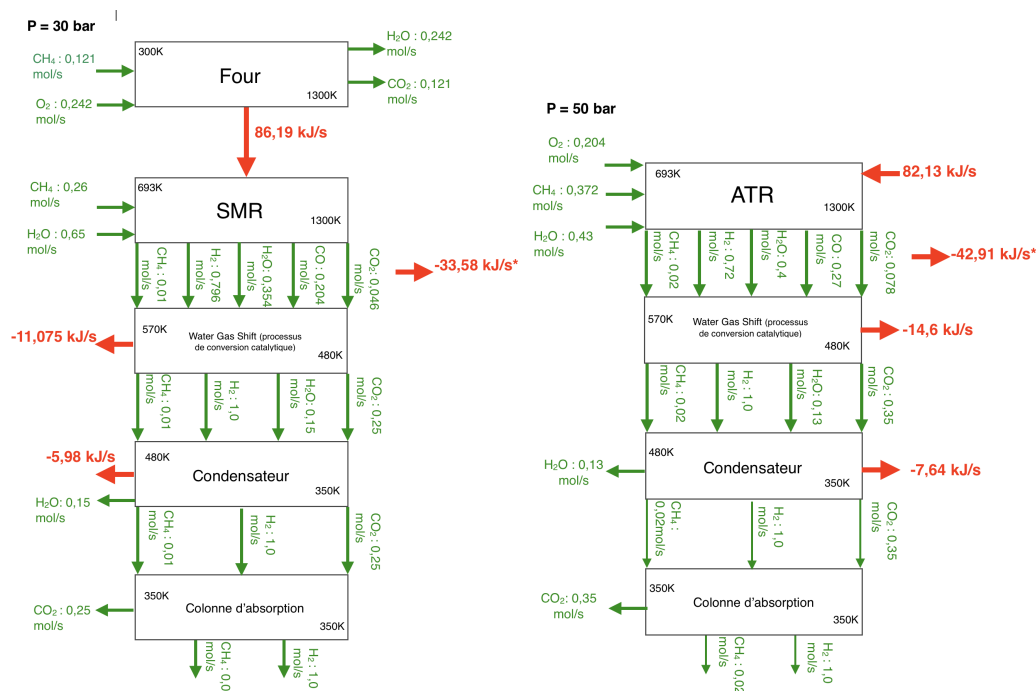 P = 30 bar
300K
Four
1300K
CH₄ : 0,121
mol/s
O₂ : 0,242
mol/s
H₂O : 0,242
mol/s
CO₂ : 0,121
mol/s
86,19 kJ/s
693K
SMR
1300K
CH₄ : 0,26
mol/s
H₂O : 0,65
mol/s
CH₄ : 0,01
mol/s
H₂ : 0,796
mol/s
H₂O: 0,354
mol/s
CO: 0,204
mol/s
CO₂: 0,046
mol/s
-33,58 kJ/s*
-11,075 kJ/s
570K
Water Gas Shift (processus
de conversion catalytique)
480K
CH₄ : 0,01
mol/s
H₂ : 1,0
mol/s
H₂O: 0,15
mol/s
CO₂ : 0,25
mol/s
-5,98 kJ/s
480K
Condensateur
350K
H₂O: 0,15
mol/s
CH₄ : 0,01
mol/s
H₂ : 1,0
mol/s
CO₂ : 0,25
mol/s
350K
Colonne d'absorption
350K
CO₂ : 0,25
mol/s
CH₄ : 0,0
mol/s
H₂ : 1,0
mol/s
P = 50 bar
O₂ : 0,204
mol/s
CH₄ : 0,372
mol/s
H₂O : 0,43
mol/s
693K
ATR
1300K
82,13 kJ/s
CH₄ : 0,02
mol/s
H₂ : 0,72
mol/s
H₂O: 0,4
mol/s
CO: 0,27
mol/s
CO₂: 0,078
mol/s
-42,91 kJ/s*
570K
Water Gas Shift (processus
de conversion catalytique)
480K
-14,6 kJ/s
CH₄ : 0,02
mol/s
H₂ : 1,0
mol/s
H₂O : 0,13
mol/s
CO₂ : 0,35
mol/s
480K
Condensateur
350K
H₂O : 0,13
mol/s
-7,64 kJ/s
CH₄ :
0,02mol/s
H₂ : 1,0
mol/s
CO₂ : 0,35
mol/s
350K
Colonne d'absorption
350K
CO₂: 0,35
mol/s
CH₄ : 0,02
mol/s
H₂ : 1,0
mol/s